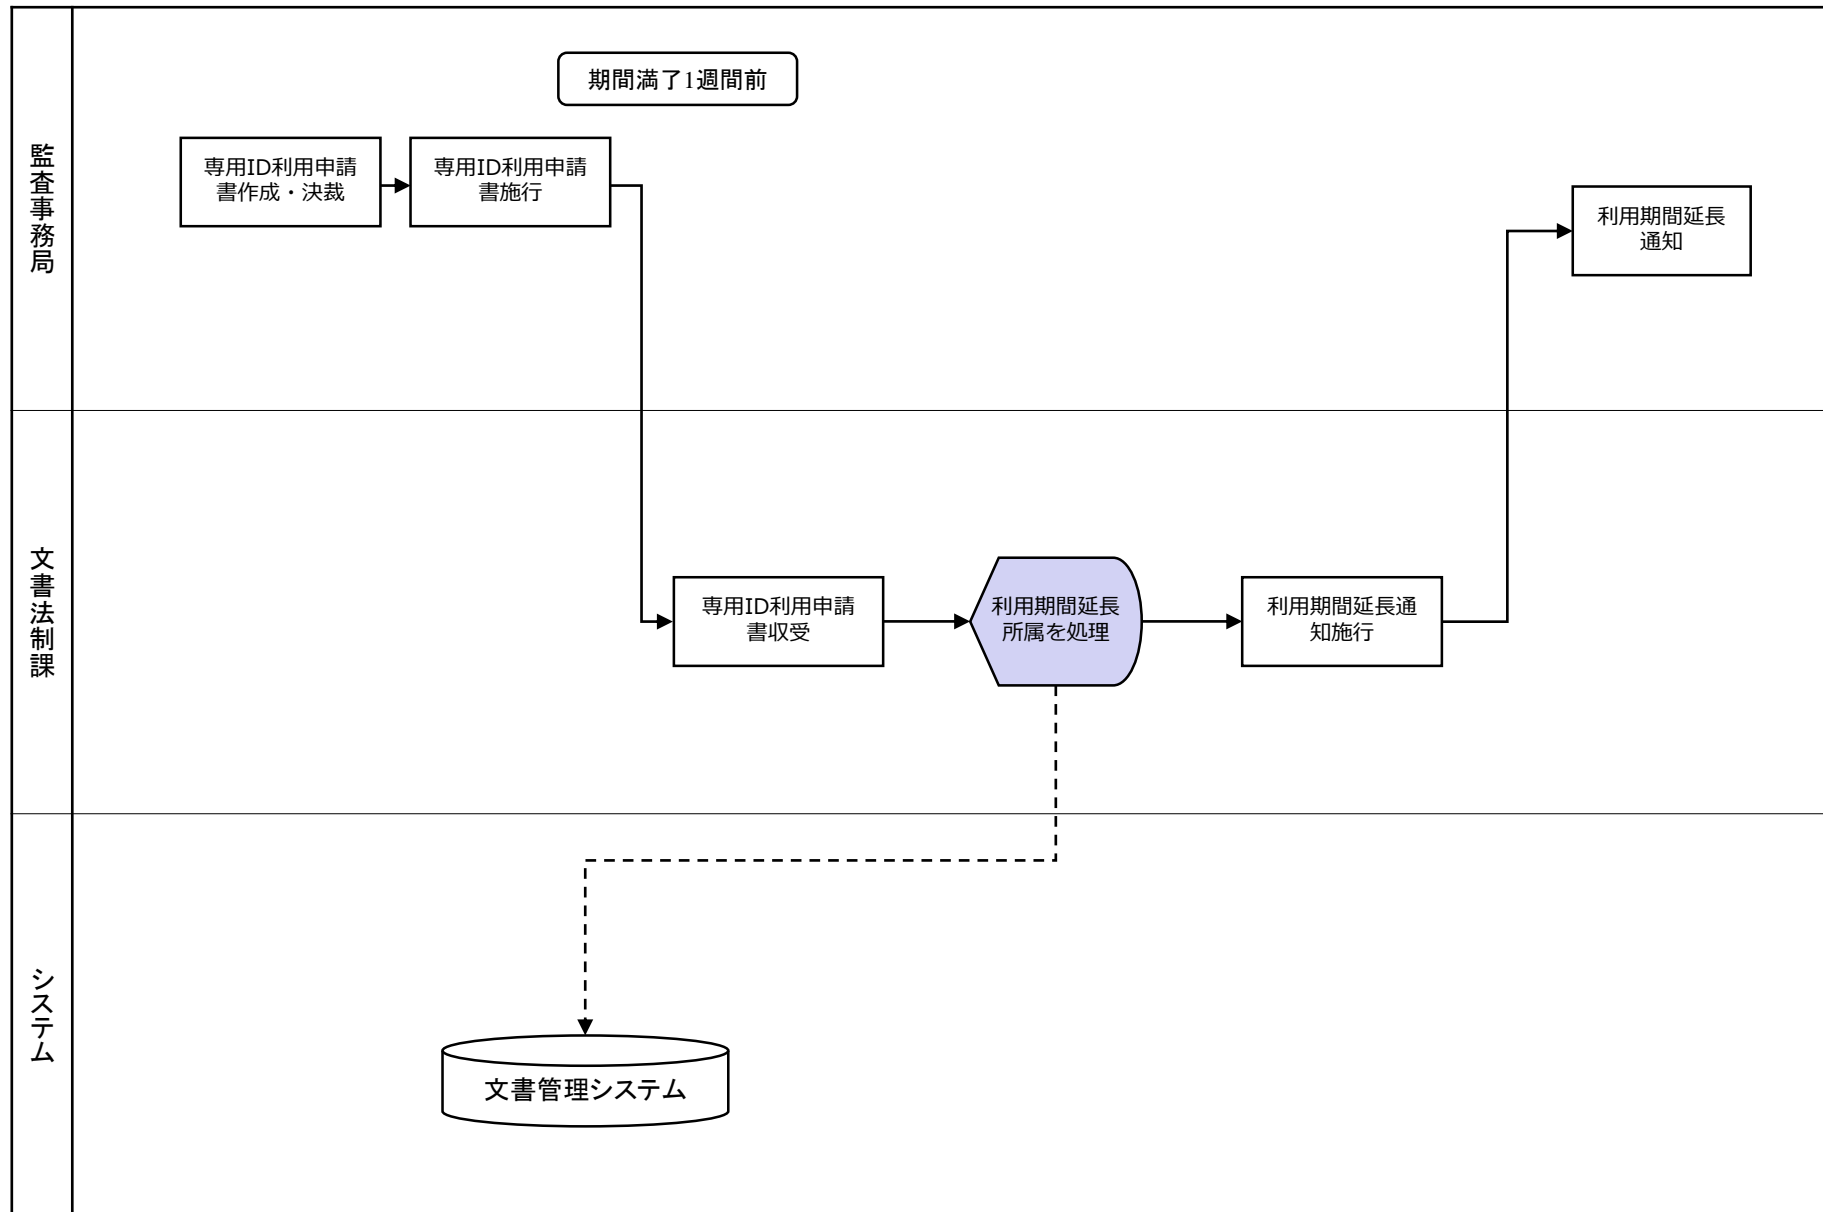 監査事務局
期間満了1週間前
専用ID利用申請
書作成・決裁
専用ID利用申請
書施行
利用期間延長
通知
文書法制課
専用ID利用申請
書収受
利用期間延長
所属を処理
利用期間延長通
知施行
システム
文書管理システム